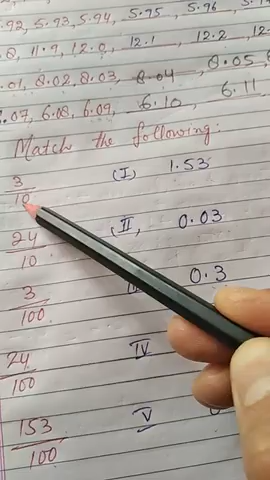 .92, 5.93, 5.94, 5.95, 5.96,
8, 11.9, 12.0, 12.1, 12.2, 12.
.01, 8.02, 8.03, 8.04, 8.05,
.07, 6.08, 6.09, 6.10, 6.11
Match the following:
3/10 (I) 1.53
24/10 II, 0.03
3/100 0.3
24/100 IV
153/100 V